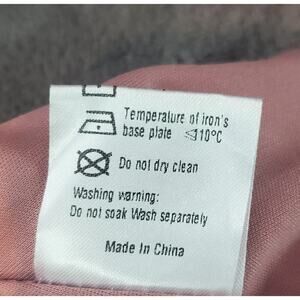 Temperature of iron's
base plate ≤110°C
Do not dry clean
Washing warning:
Do not soak Wash separately
Made In China